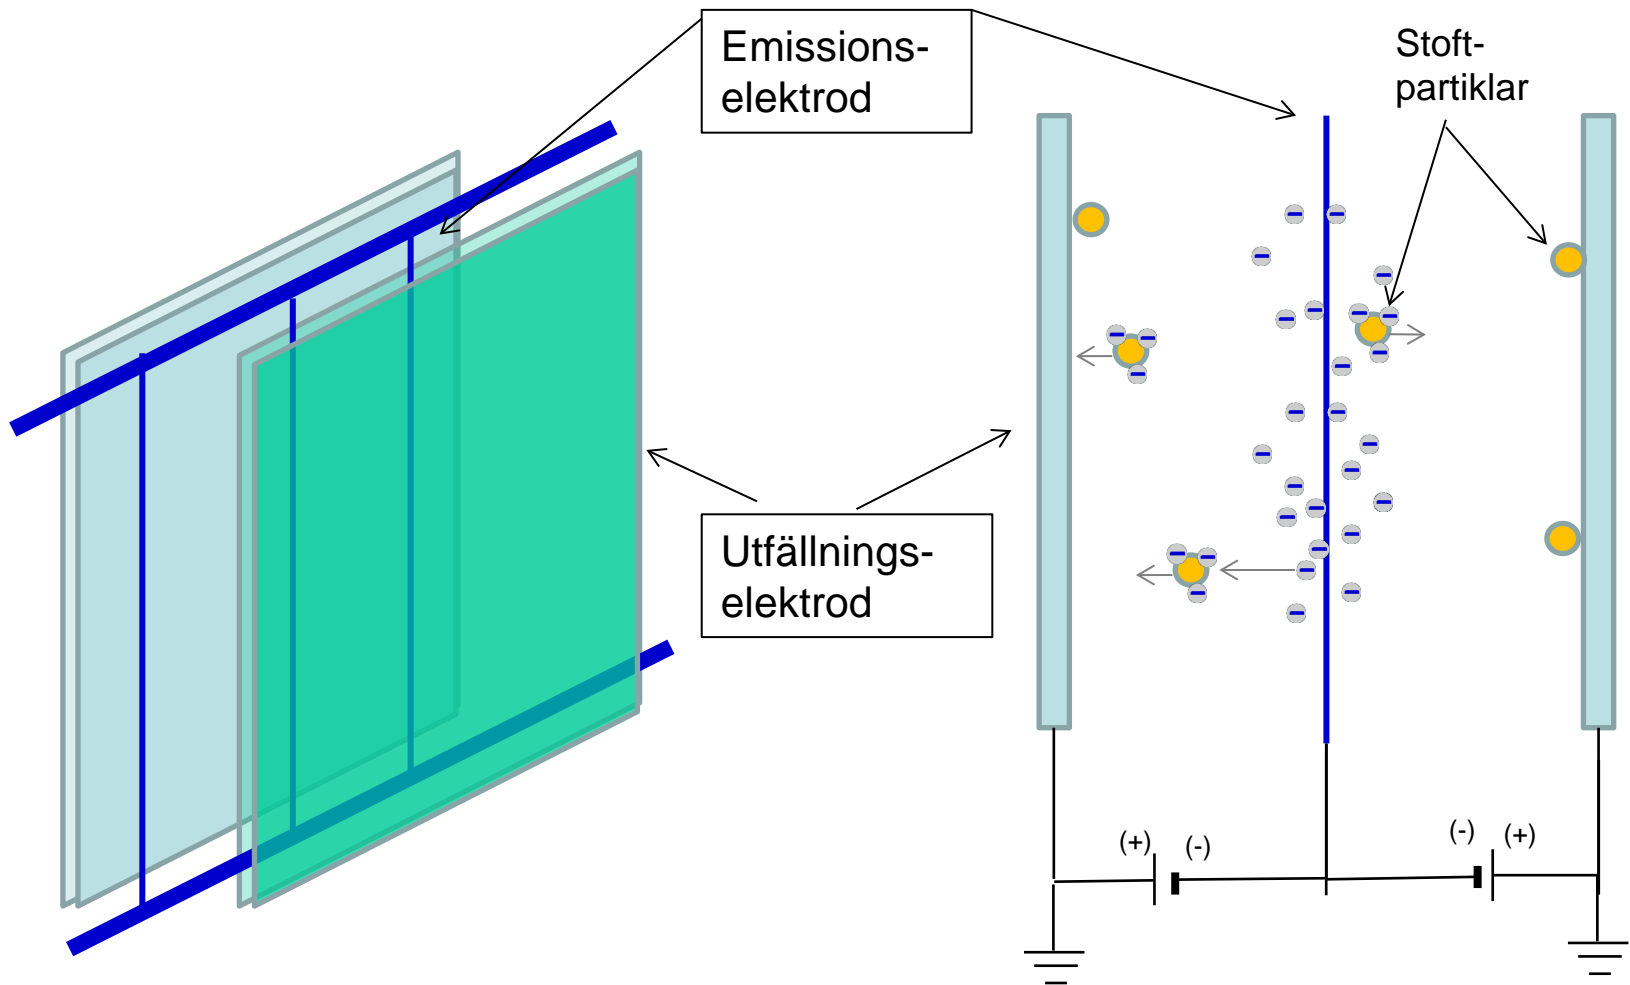 Emissions-
elektrod
Stoft-
partiklar
Utfällnings-
elektrod
(+)
(-)
(-)
(+)